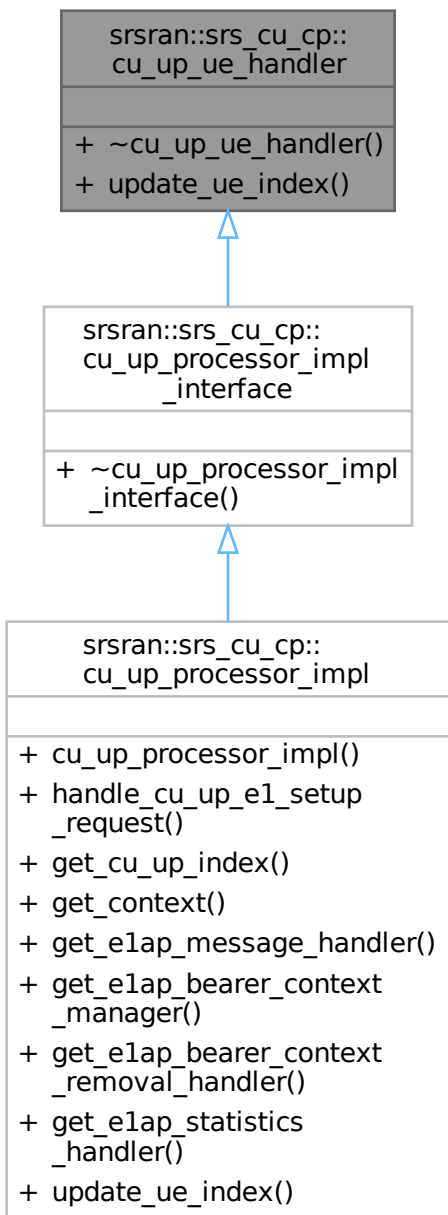 srsran::srs_cu_cp::
cu_up_ue_handler
+ ~cu_up_ue_handler()
+ update_ue_index()
srsran::srs_cu_cp::
cu_up_processor_impl
_interface
+ ~cu_up_processor_impl
_interface()
srsran::srs_cu_cp::
cu_up_processor_impl
+ cu_up_processor_impl()
+ handle_cu_up_e1_setup
_request()
+ get_cu_up_index()
+ get_context()
+ get_e1ap_message_handler()
+ get_e1ap_bearer_context
_manager()
+ get_e1ap_bearer_context
_removal_handler()
+ get_e1ap_statistics
_handler()
+ update_ue_index()